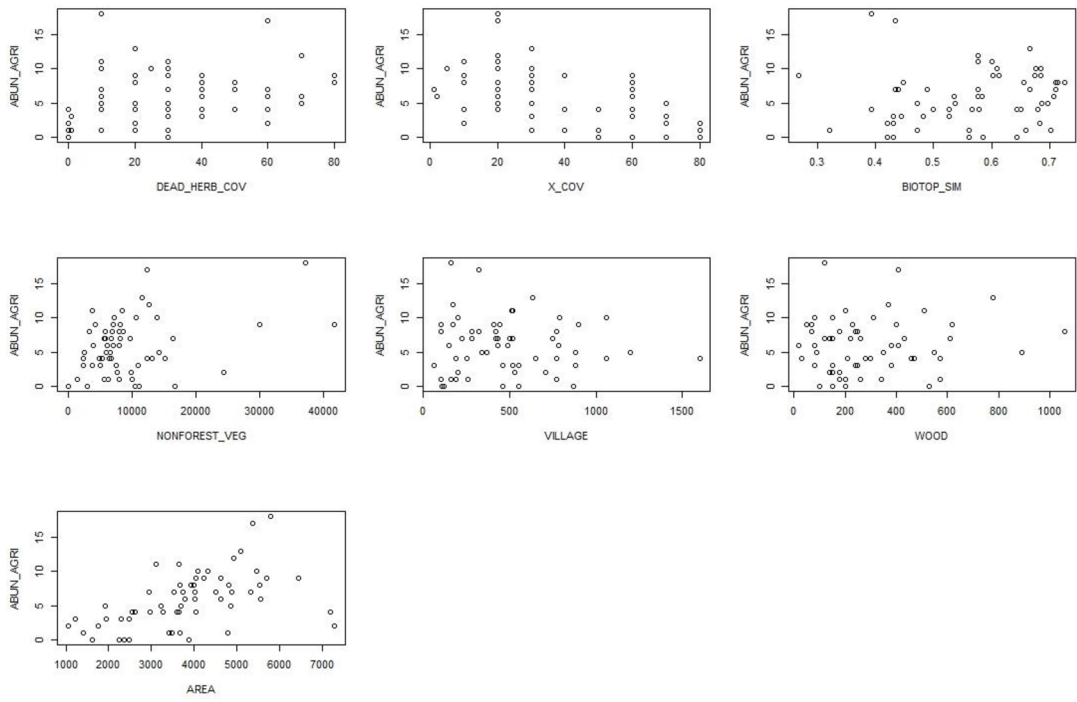 ABUN_AGRI
15
10
5
0
0 20 40 60 80
DEAD_HERB_COV
ABUN_AGRI
15
10
5
0
0 20 40 60 80
X_COV
ABUN_AGRI
15
10
5
0
0.3 0.4 0.5 0.6 0.7
BIOTOP_SIM
ABUN_AGRI
15
10
5
0
0 10000 20000 30000 40000
NONFOREST_VEG
ABUN_AGRI
15
10
5
0
0 500 1000 1500
VILLAGE
ABUN_AGRI
15
10
5
0
0 200 400 600 800 1000
WOOD
ABUN_AGRI
15
10
5
0
1000 2000 3000 4000 5000 6000 7000
AREA